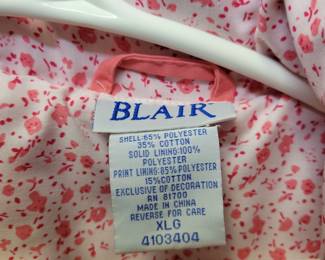 BLAIR
SHELL:65% POLYESTER
35% COTTON
SOLID LINING:100%
POLYESTER
PRINT LINING:85% POLYESTER
15%COTTON
EXCLUSIVE OF DECORATION
RN 81700
MADE IN CHINA
REVERSE FOR CARE
XLG
4103404